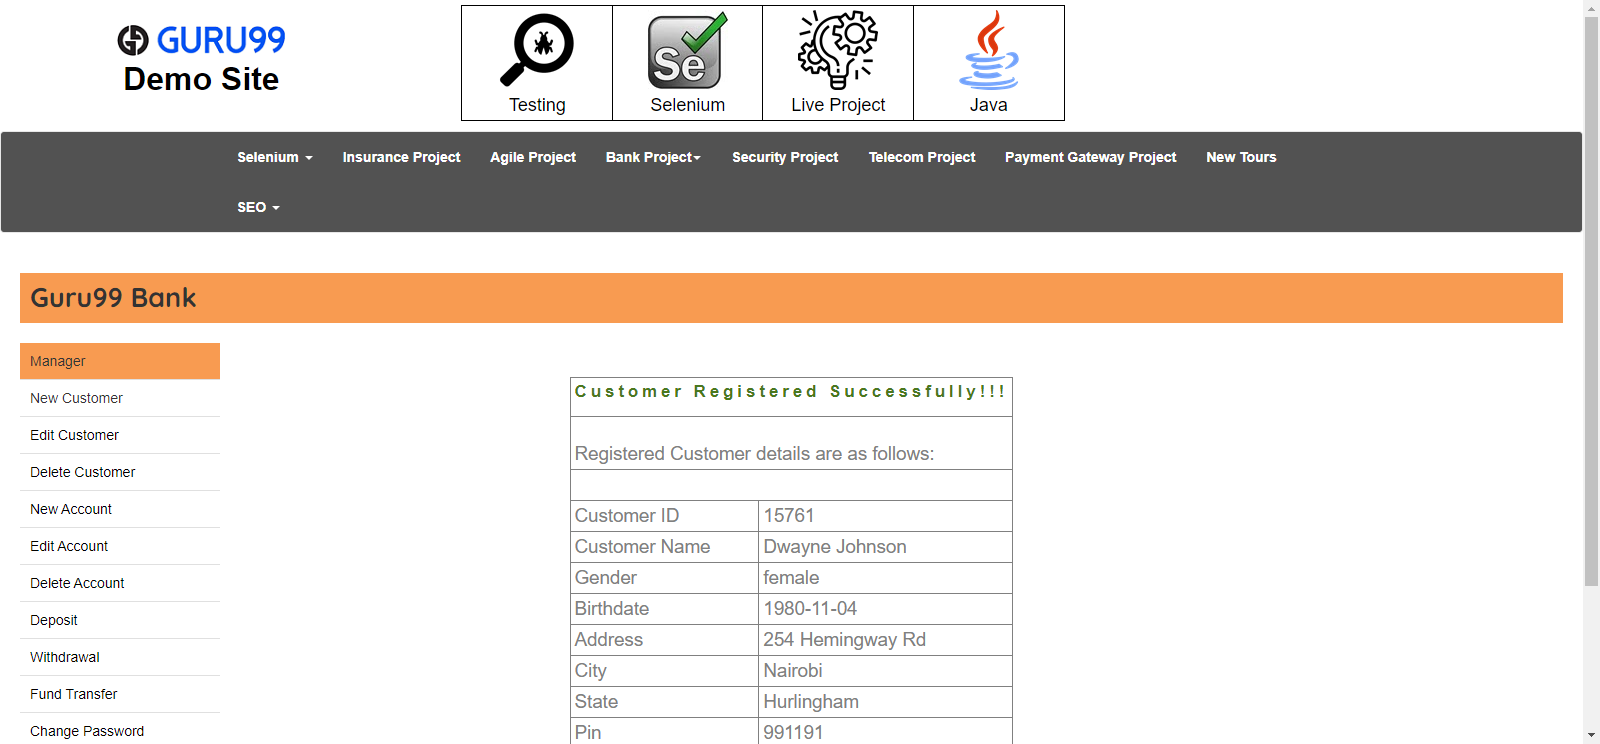 GURU99
Demo Site
Testing
Se
Selenium
Live Project
Java
Selenium
Insurance Project
Agile Project
Bank Project
Security Project
Telecom Project
Payment Gateway Project
New Tours
SEO
Guru99 Bank
Manager
New Customer
Edit Customer
Delete Customer
New Account
Edit Account
Delete Account
Deposit
Withdrawal
Fund Transfer
Change Password
Customer Registered Successfully!!!
Registered Customer details are as follows:
Customer ID 15761
Customer Name Dwayne Johnson
Gender female
Birthdate 1980-11-04
Address 254 Hemingway Rd
City Nairobi
State Hurlingham
Pin 991191